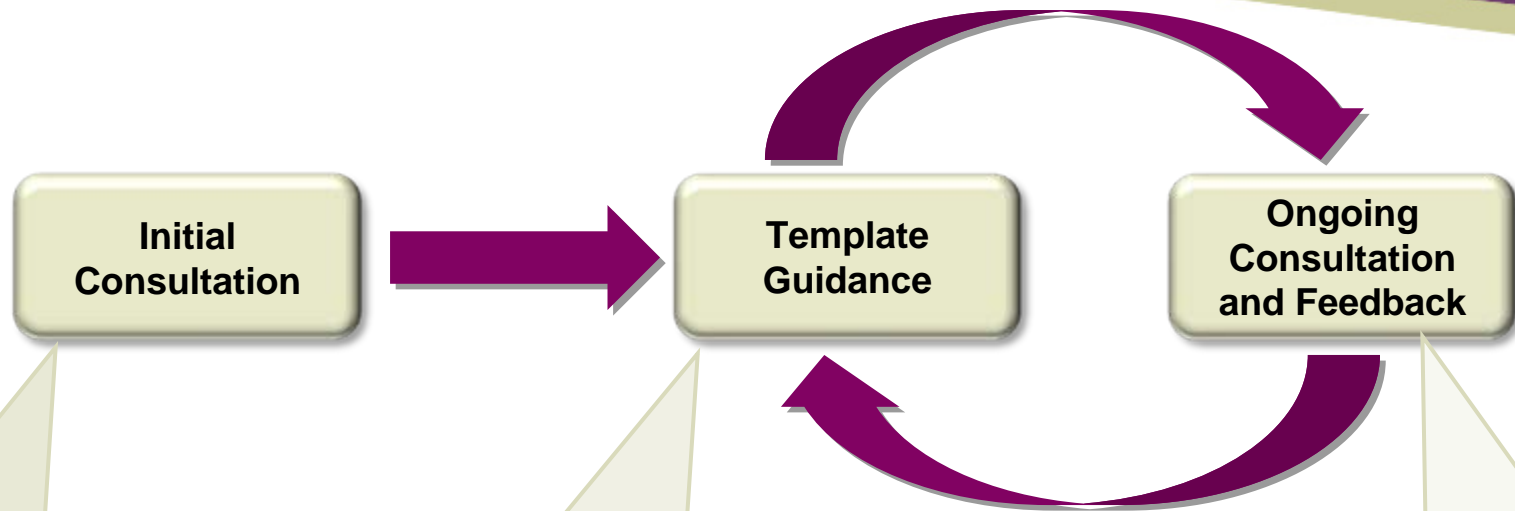 Initial
Consultation
Template
Guidance
Ongoing
Consultation
and Feedback